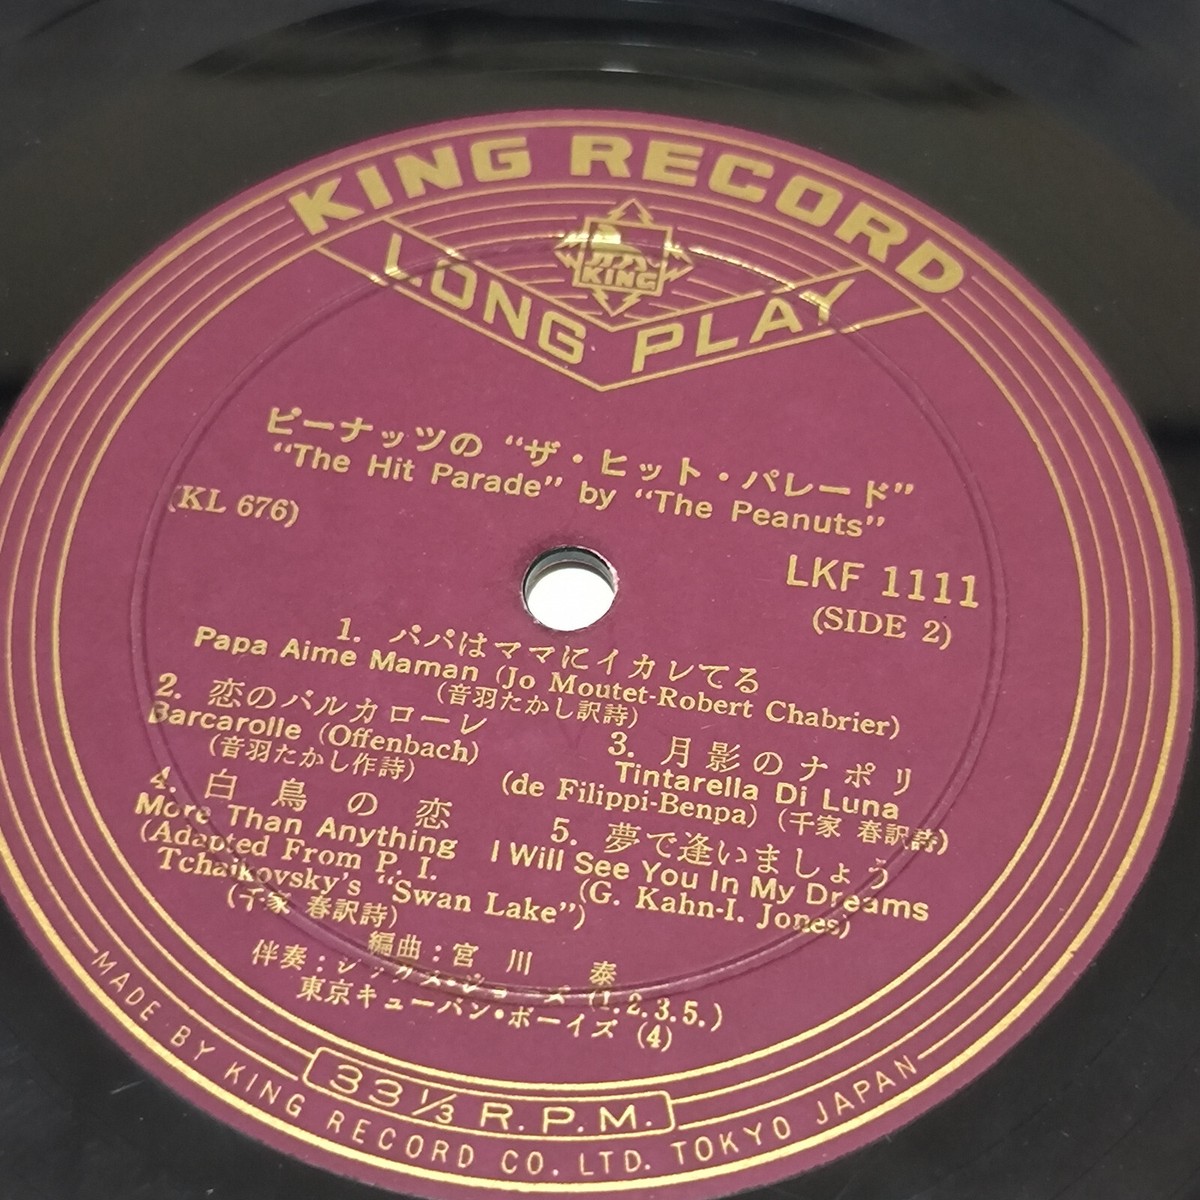 KING RECORD
KING
LONG PLAY
ピーナッツの “ザ・ヒット・パレード”
“The Hit Parade” by “The Peanuts”
(KL 676)
LKF 1111
(SIDE 2)
1. パパはママにイカレてる
Papa Aime Maman (Jo Moutet-Robert Chabrier)
(音羽たかし訳詩)
2. 恋のバルカローレ
Barcarolle (Offenbach)
(音羽たかし作詩)
3. 月影のナポリ
Tintarella Di Luna
(de Filippi-Benpa) (千家 春訳詩)
4. 白鳥の恋
More Than Anything
(Adapted From P. I.
Tchaikovsky's “Swan Lake”)
(千家 春訳詩)
5. 夢で逢いましょう
I Will See You In My Dreams
(G. Kahn-I. Jones)
編曲:宮川 泰
伴奏:シックス・ジョーズ (1.2.3.5.)
東京キューバン・ボーイズ (4)
33⅓ R.P.M.
MADE BY KING RECORD CO. LTD. TOKYO JAPAN